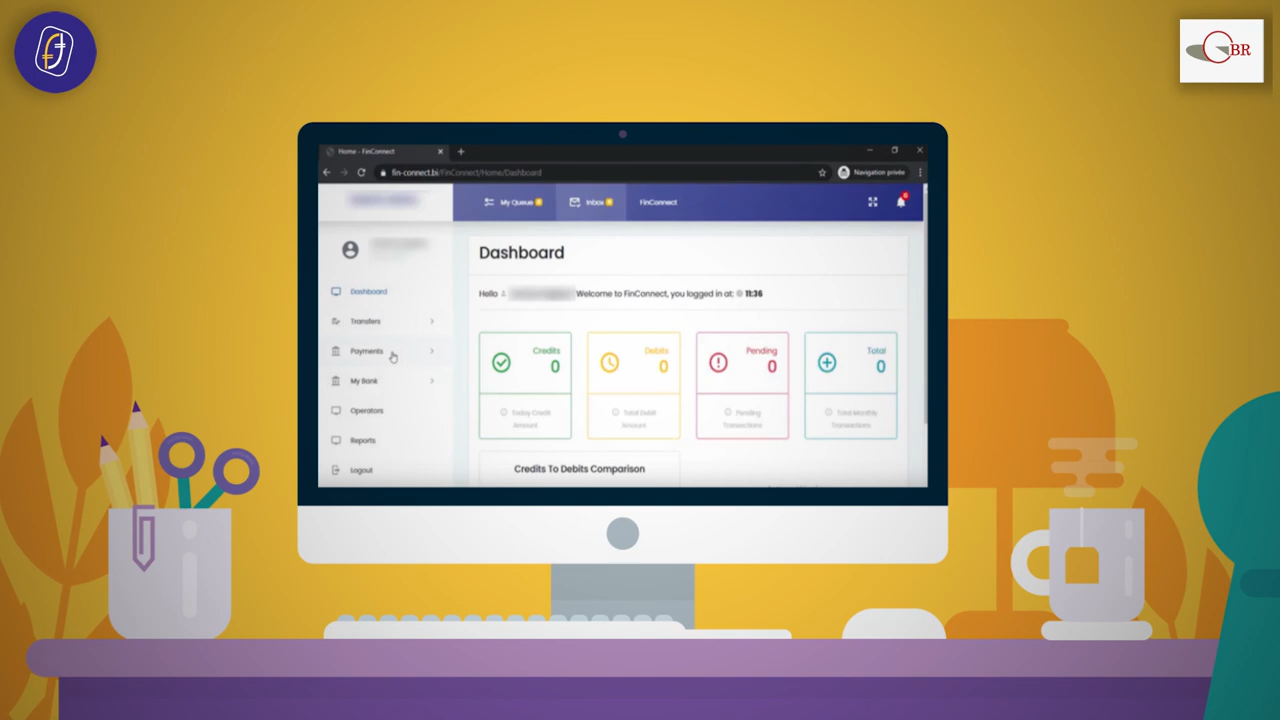 BR
Home - FinConnect
fin-connect.bi/FinConnect/Home/Dashboard
Navigation privée
My Queue
Inbox
FinConnect
Dashboard
Hello
Welcome to FinConnect, you logged in at: 11:36
Dashboard
Transfers
Payments
My Bank
Operators
Reports
Logout
Credits
0
Today Credit
Amount
Debits
0
Total Debit
Amount
Pending
0
Pending
Transactions
Total
0
Total Monthly
Transactions
Credits To Debits Comparison